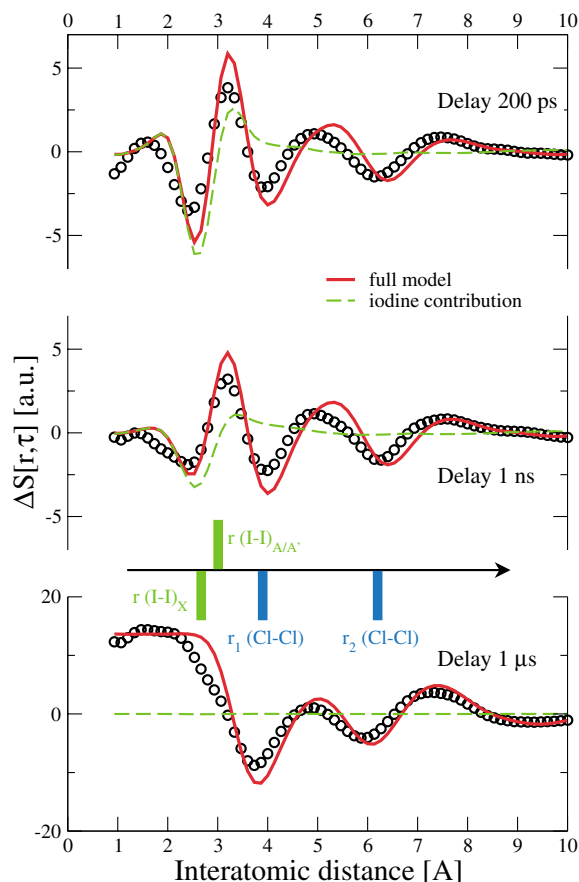 0 1 2 3 4 5 6 7 8 9 10
5
0
-5
Delay 200 ps
full model
iodine contribution
5
0
-5
Delay 1 ns
ΔS[r,τ] [a.u.]
r (I-I)A/A'
r (I-I)X
r1 (Cl-Cl)
r2 (Cl-Cl)
20
0
-20
Delay 1 μs
0 1 2 3 4 5 6 7 8 9 10
Interatomic distance [A]